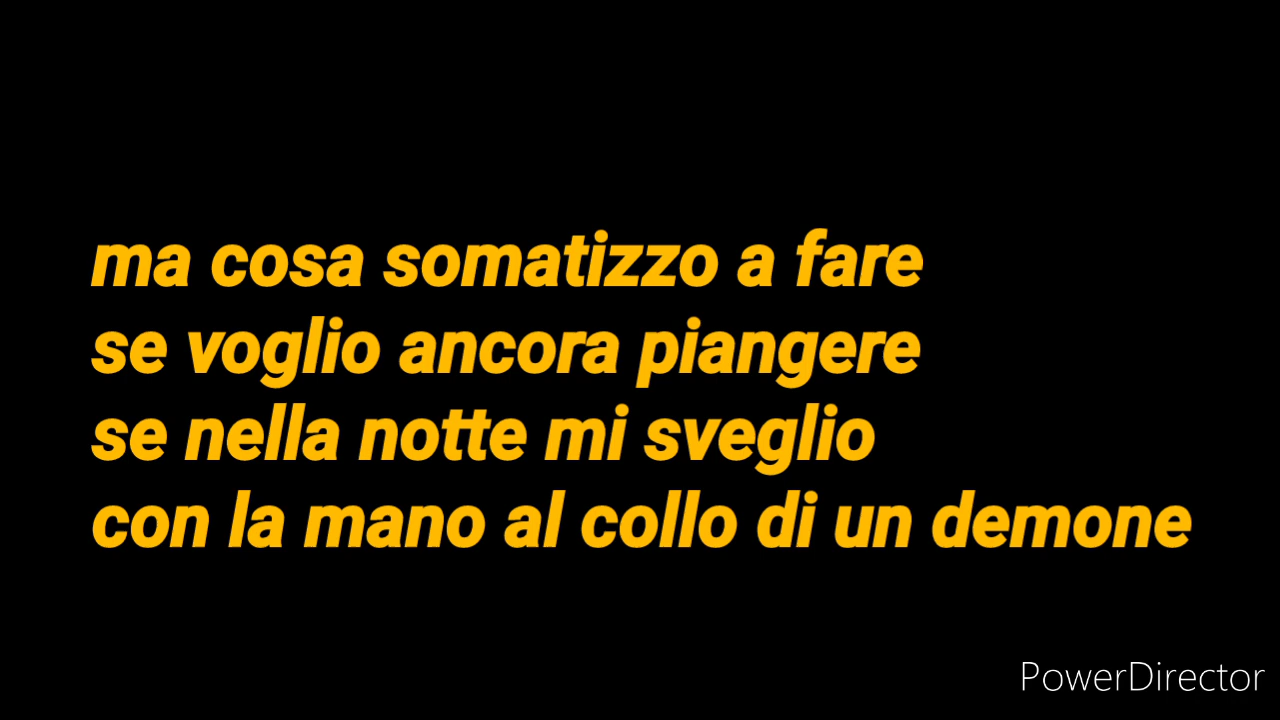 ma cosa somatizzo a fare
se voglio ancora piangere
se nella notte mi sveglio
con la mano al collo di un demone
PowerDirector